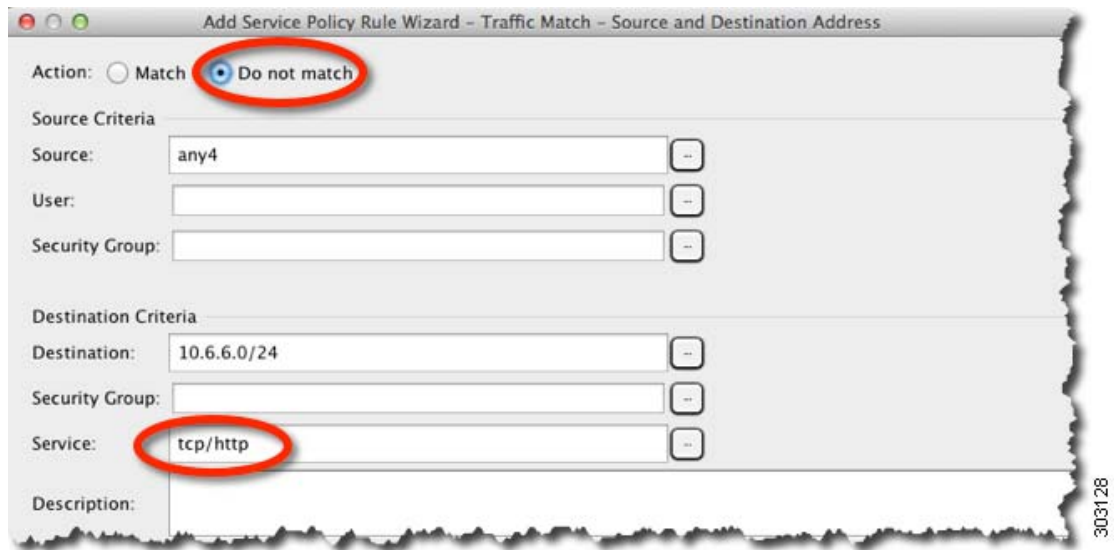 Add Service Policy Rule Wizard – Traffic Match – Source and Destination Address
Action: Match Do not match
Source Criteria
Source: any4 ...
User: ...
Security Group: ...
Destination Criteria
Destination: 10.6.6.0/24 ...
Security Group: ...
Service: tcp/http ...
Description:
303128